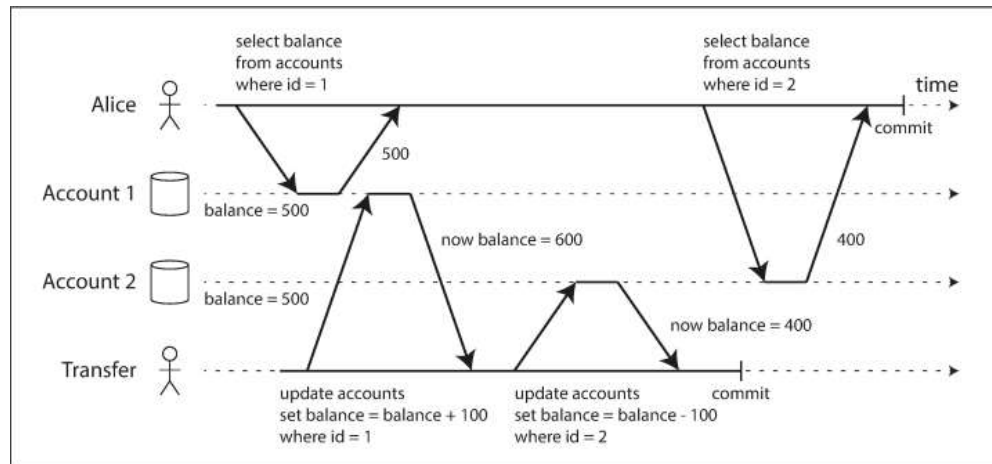 select balance
from accounts
where id = 1
select balance
from accounts
where id = 2
time
Alice
commit
500
Account 1
balance = 500
now balance = 600
400
Account 2
balance = 500
now balance = 400
Transfer
commit
update accounts
set balance = balance + 100
where id = 1
update accounts
set balance = balance - 100
where id = 2